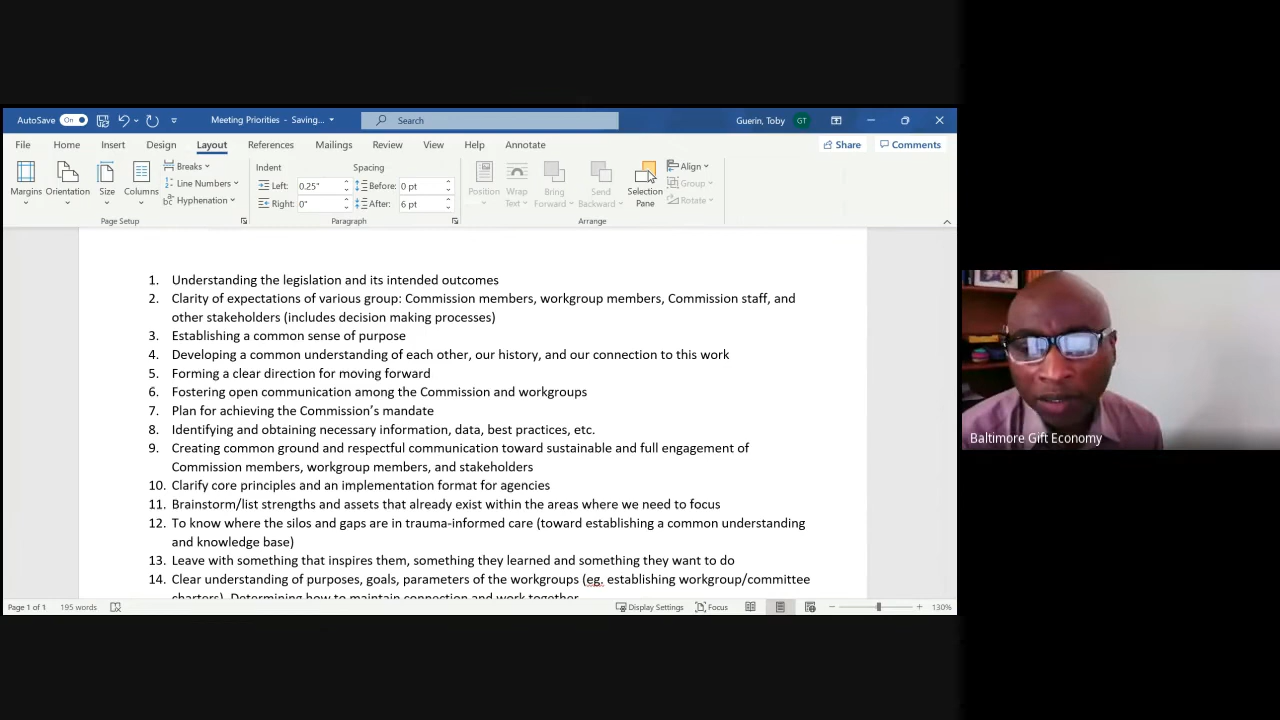 AutoSave On Meeting Priorities - Saving... Search Guerin, Toby GT
File Home Insert Design Layout References Mailings Review View Help Annotate Share Comments
Margins Orientation Size Columns
Breaks
Line Numbers
Hyphenation
Page Setup
Indent Spacing
Left: 0.25" Before: 0 pt
Right: 0" After: 6 pt
Paragraph
Position Wrap Text Bring Forward Send Backward Selection Pane
Align
Group
Rotate
Arrange
1. Understanding the legislation and its intended outcomes
2. Clarity of expectations of various group: Commission members, workgroup members, Commission staff, and
other stakeholders (includes decision making processes)
3. Establishing a common sense of purpose
4. Developing a common understanding of each other, our history, and our connection to this work
5. Forming a clear direction for moving forward
6. Fostering open communication among the Commission and workgroups
7. Plan for achieving the Commission’s mandate
8. Identifying and obtaining necessary information, data, best practices, etc.
9. Creating common ground and respectful communication toward sustainable and full engagement of
Commission members, workgroup members, and stakeholders
10. Clarify core principles and an implementation format for agencies
11. Brainstorm/list strengths and assets that already exist within the areas where we need to focus
12. To know where the silos and gaps are in trauma-informed care (toward establishing a common understanding
and knowledge base)
13. Leave with something that inspires them, something they learned and something they want to do
14. Clear understanding of purposes, goals, parameters of the workgroups (eg. establishing workgroup/committee
charters). Determining how to maintain connection and work together
Page 1 of 1 195 words Display Settings Focus 130%
Baltimore Gift Economy